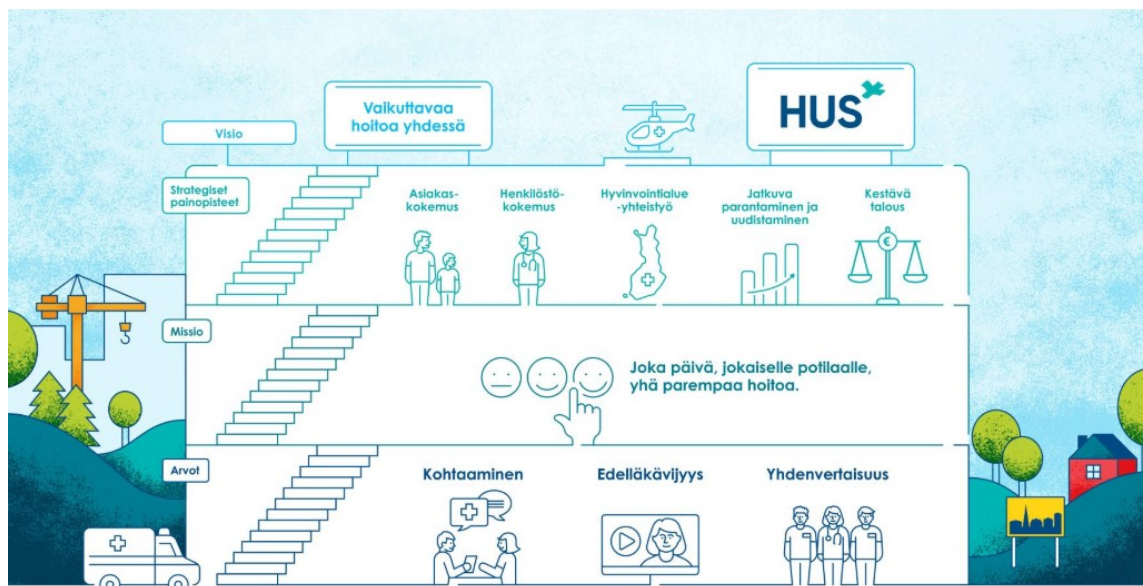 Visio
Vaikuttavaa
hoitoa yhdessä
HUS
Strategiset
painopisteet
Asiakas-
kokemus
Henkilöstö-
kokemus
Hyvinvointialue
-yhteistyö
Jatkuva
parantaminen ja
uudistaminen
Kestävä
talous
€
Missio
Joka päivä, jokaiselle potilaalle,
yhä parempaa hoitoa.
Arvot
Kohtaaminen
Edelläkävijyys
Yhdenvertaisuus